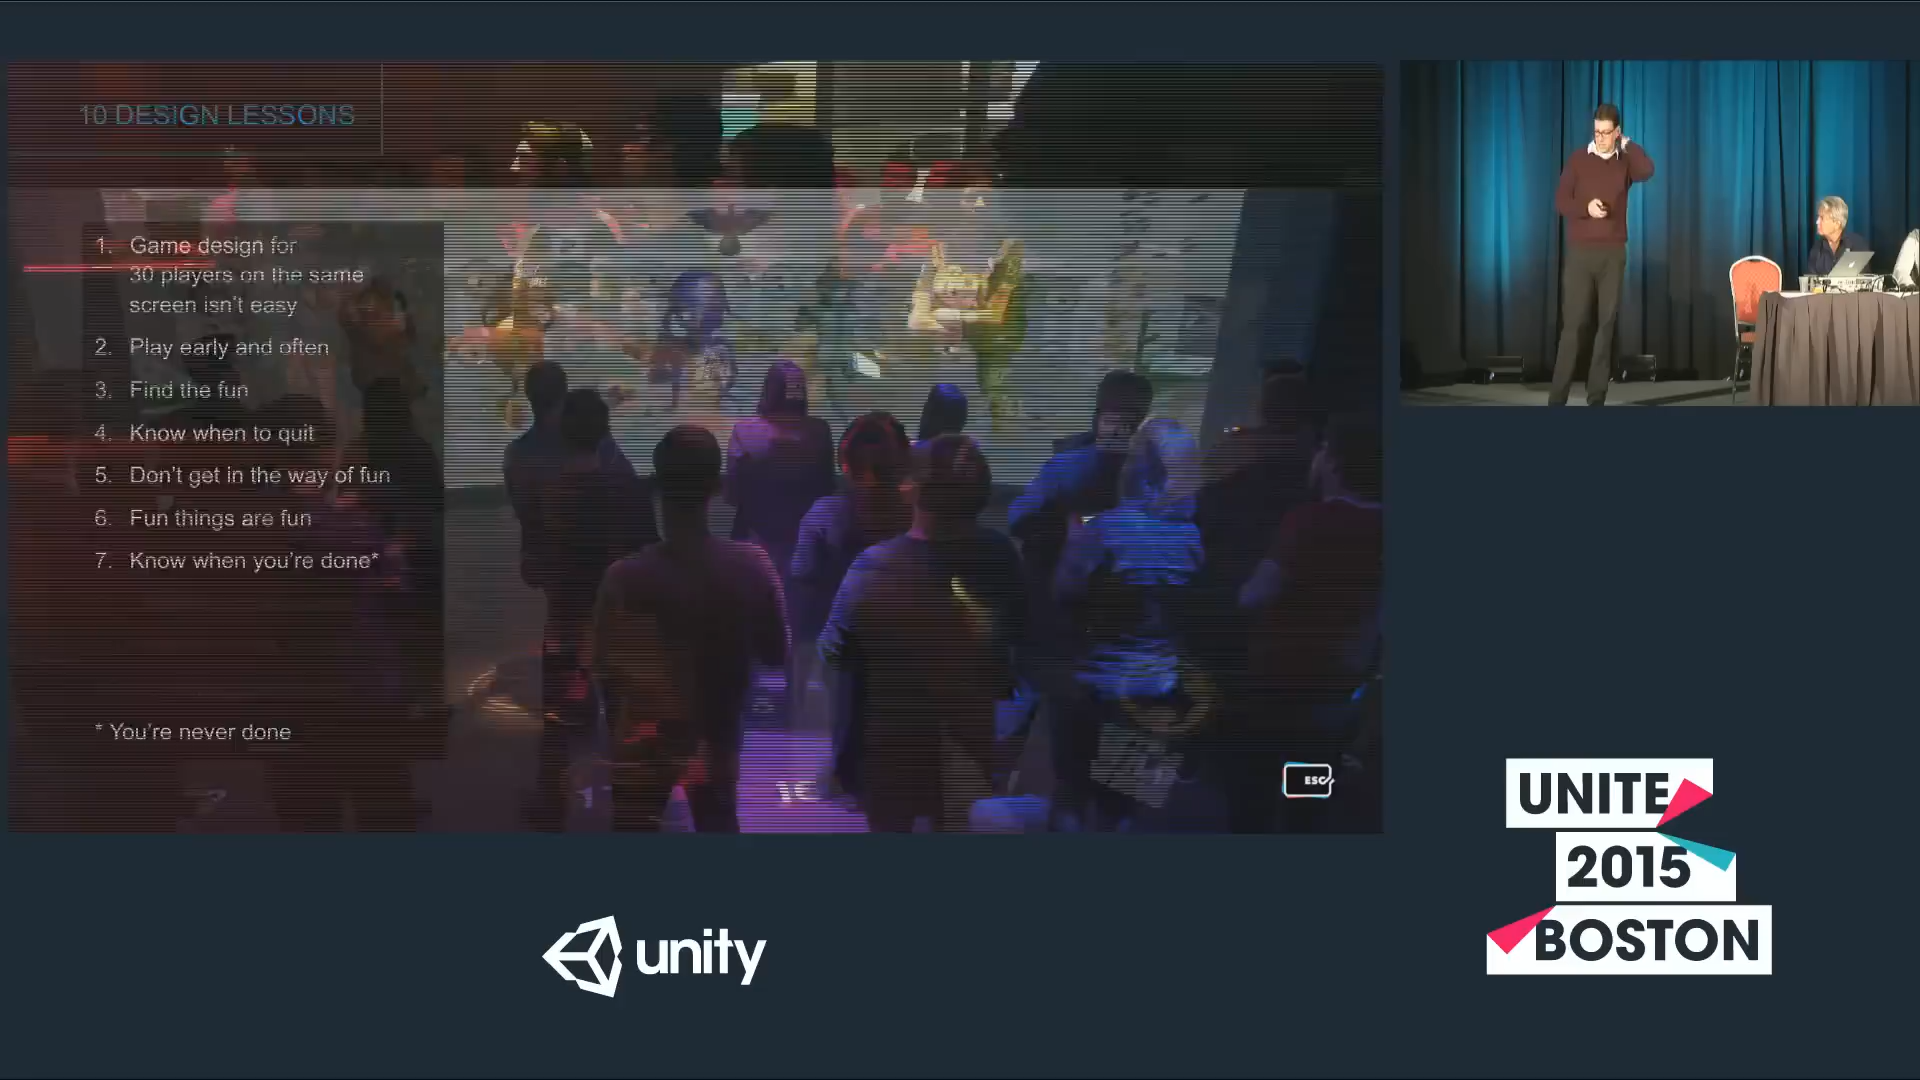 10 DESIGN LESSONS
1. Game design for
30 players on the same
screen isn't easy
2. Play early and often
3. Find the fun
4. Know when to quit
5. Don't get in the way of fun
6. Fun things are fun
7. Know when you're done*
* You're never done
ESC
unity
UNITE
2015
BOSTON